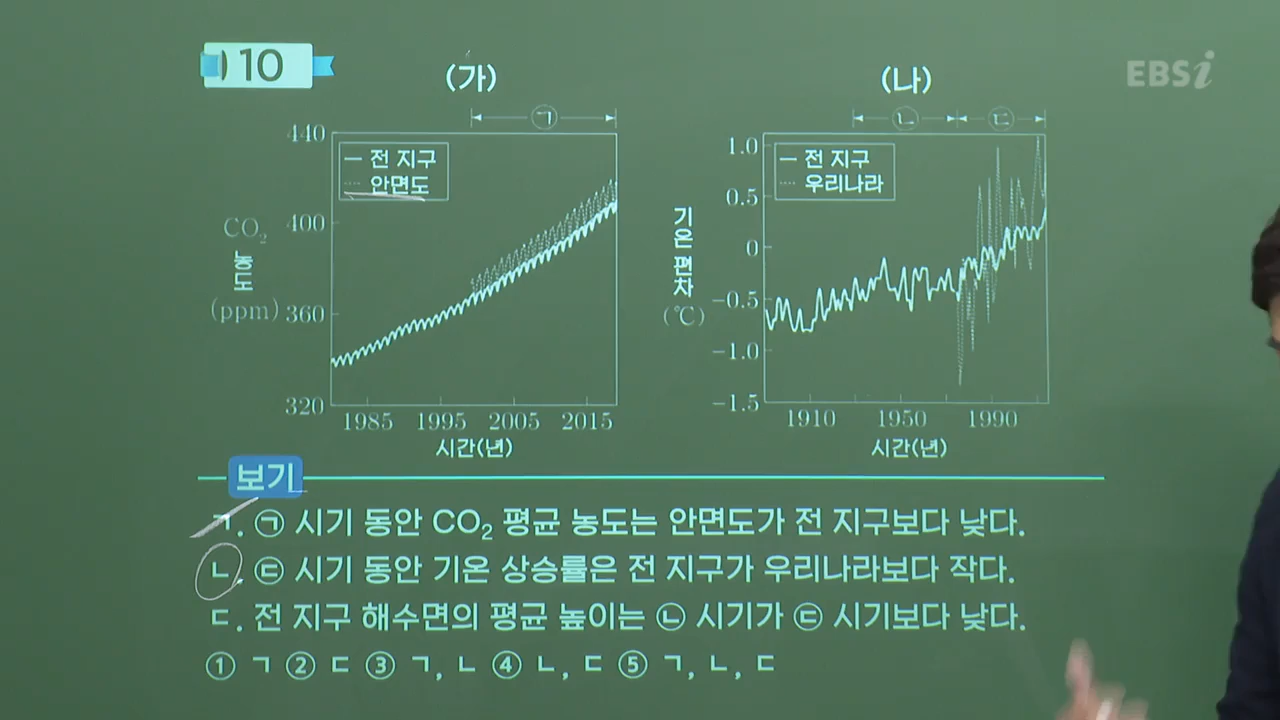 10
EBSi
(가)
㉠
440
400
360
320
CO₂
농도
(ppm)
전 지구
안면도
1985 1995 2005 2015
시간(년)
(나)
㉡ ㉢
1.0
0.5
0
-0.5
-1.0
-1.5
기온 편차
(℃)
전 지구
우리나라
1910 1950 1990
시간(년)
보기
ㄱ. ㉠ 시기 동안 CO₂ 평균 농도는 안면도가 전 지구보다 낮다.
ㄴ. ㉢ 시기 동안 기온 상승률은 전 지구가 우리나라보다 작다.
ㄷ. 전 지구 해수면의 평균 높이는 ㉡ 시기가 ㉢ 시기보다 낮다.
① ㄱ ② ㄷ ③ ㄱ, ㄴ ④ ㄴ, ㄷ ⑤ ㄱ, ㄴ, ㄷ